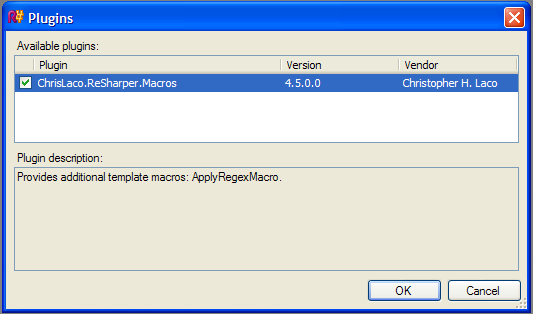 Plugins
Available plugins:
Plugin Version Vendor
ChrisLaco.ReSharper.Macros 4.5.0.0 Christopher H. Laco
Plugin description:
Provides additional template macros: ApplyRegexMacro.
OK Cancel